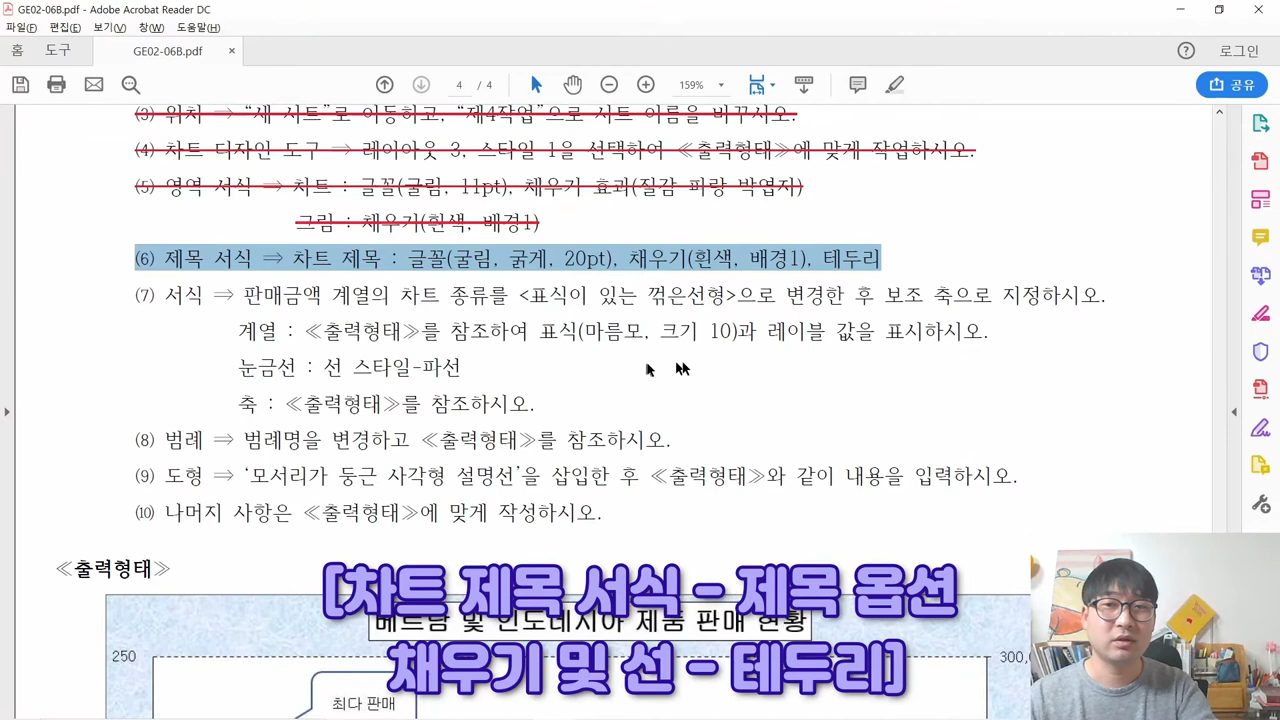 GE02-06B.pdf - Adobe Acrobat Reader DC
파일(F) 편집(E) 보기(V) 창(W) 도움말(H)
홈 도구 GE02-06B.pdf × 로그인
4 / 4 159% 공유
(3) 위치 ⇒ “새 시트”로 이동하고, “제4작업”으로 시트 이름을 바꾸시오.
(4) 차트 디자인 도구 ⇒ 레이아웃 3, 스타일 1을 선택하여 ≪출력형태≫에 맞게 작업하시오.
(5) 영역 서식 ⇒ 차트 : 글꼴(굴림, 11pt), 채우기 효과(질감-파랑 박엽지)
그림 : 채우기(흰색, 배경1)
(6) 제목 서식 ⇒ 차트 제목 : 글꼴(굴림, 굵게, 20pt), 채우기(흰색, 배경1), 테두리
(7) 서식 ⇒ 판매금액 계열의 차트 종류를 <표식이 있는 꺾은선형>으로 변경한 후 보조 축으로 지정하시오.
계열 : ≪출력형태≫를 참조하여 표식(마름모, 크기 10)과 레이블 값을 표시하시오.
눈금선 : 선 스타일-파선
축 : ≪출력형태≫를 참조하시오.
(8) 범례 ⇒ 범례명을 변경하고 ≪출력형태≫를 참조하시오.
(9) 도형 ⇒ ‘모서리가 둥근 사각형 설명선’을 삽입한 후 ≪출력형태≫와 같이 내용을 입력하시오.
(10) 나머지 사항은 ≪출력형태≫에 맞게 작성하시오.
≪출력형태≫
[차트 제목 서식 - 제목 옵션
베트남 및 인도네시아 제품 판매 현황
250 300,
채우기 및 선 - 테두리]
최다 판매